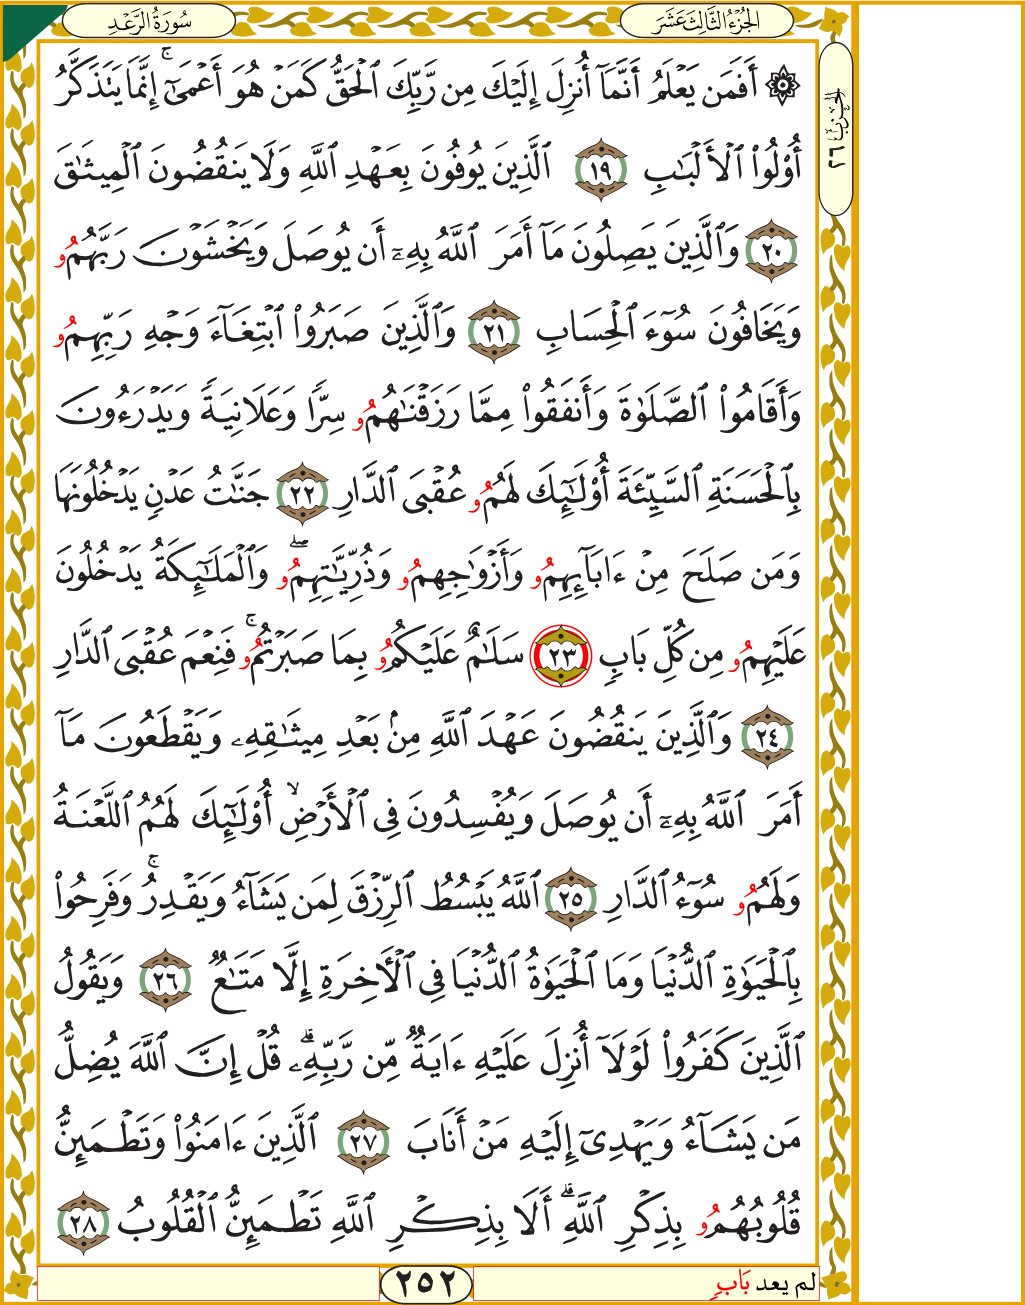 سُورَةُ الرَّعْدِ
الجُزْءُ الثَّالِثَ عَشَرَ
الحزب ٢٦
۞ أَفَمَن يَعْلَمُ أَنَّمَآ أُنزِلَ إِلَيْكَ مِن رَّبِّكَ ٱلْحَقُّ كَمَنْ هُوَ أَعْمَىٰٓۚ إِنَّمَا يَتَذَكَّرُ
أُوْلُواْ ٱلْأَلْبَٰبِ ١٩ ٱلَّذِينَ يُوفُونَ بِعَهْدِ ٱللَّهِ وَلَا يَنقُضُونَ ٱلْمِيثَٰقَ
٢٠ وَٱلَّذِينَ يَصِلُونَ مَآ أَمَرَ ٱللَّهُ بِهِۦٓ أَن يُوصَلَ وَيَخْشَوْنَ رَبَّهُمُو
وَيَخَافُونَ سُوٓءَ ٱلْحِسَابِ ٢١ وَٱلَّذِينَ صَبَرُواْ ٱبْتِغَآءَ وَجْهِ رَبِّهِمُو
وَأَقَامُواْ ٱلصَّلَوٰةَ وَأَنفَقُواْ مِمَّا رَزَقْنَٰهُمُو سِرًّا وَعَلَانِيَةً وَيَدْرَءُونَ
بِٱلْحَسَنَةِ ٱلسَّيِّئَةَ أُوْلَٰٓئِكَ لَهُمُو عُقْبَى ٱلدَّارِ ٢٢ جَنَّٰتُ عَدْنٍ يَدْخُلُونَهَا
وَمَن صَلَحَ مِنْ ءَابَآئِهِمُو وَأَزْوَٰجِهِمُو وَذُرِّيَّٰتِهِمُوۖ وَٱلْمَلَٰٓئِكَةُ يَدْخُلُونَ
عَلَيْهِمُو مِن كُلِّ بَابٍ ٢٣ سَلَٰمٌ عَلَيْكُمُو بِمَا صَبَرْتُمُوۚ فَنِعْمَ عُقْبَى ٱلدَّارِ
٢٤ وَٱلَّذِينَ يَنقُضُونَ عَهْدَ ٱللَّهِ مِنۢ بَعْدِ مِيثَٰقِهِۦ وَيَقْطَعُونَ مَآ
أَمَرَ ٱللَّهُ بِهِۦٓ أَن يُوصَلَ وَيُفْسِدُونَ فِى ٱلْأَرْضِۙ أُوْلَٰٓئِكَ لَهُمُ ٱللَّعْنَةُ
وَلَهُمُو سُوٓءُ ٱلدَّارِ ٢٥ ٱللَّهُ يَبْسُطُ ٱلرِّزْقَ لِمَن يَشَآءُ وَيَقْدِرُۚ وَفَرِحُواْ
بِٱلْحَيَوٰةِ ٱلدُّنْيَا وَمَا ٱلْحَيَوٰةُ ٱلدُّنْيَا فِى ٱلْأَخِرَةِ إِلَّا مَتَٰعٌ ٢٦ وَيَقُولُ
ٱلَّذِينَ كَفَرُواْ لَوْلَآ أُنزِلَ عَلَيْهِ ءَايَةٌ مِّن رَّبِّهِۦۗ قُلْ إِنَّ ٱللَّهَ يُضِلُّ
مَن يَشَآءُ وَيَهْدِىٓ إِلَيْهِ مَنْ أَنَابَ ٢٧ ٱلَّذِينَ ءَامَنُواْ وَتَطْمَئِنُّ
قُلُوبُهُمُو بِذِكْرِ ٱللَّهِۗ أَلَا بِذِكْرِ ٱللَّهِ تَطْمَئِنُّ ٱلْقُلُوبُ ٢٨
لم يعد بَابٍ
٢٥٢